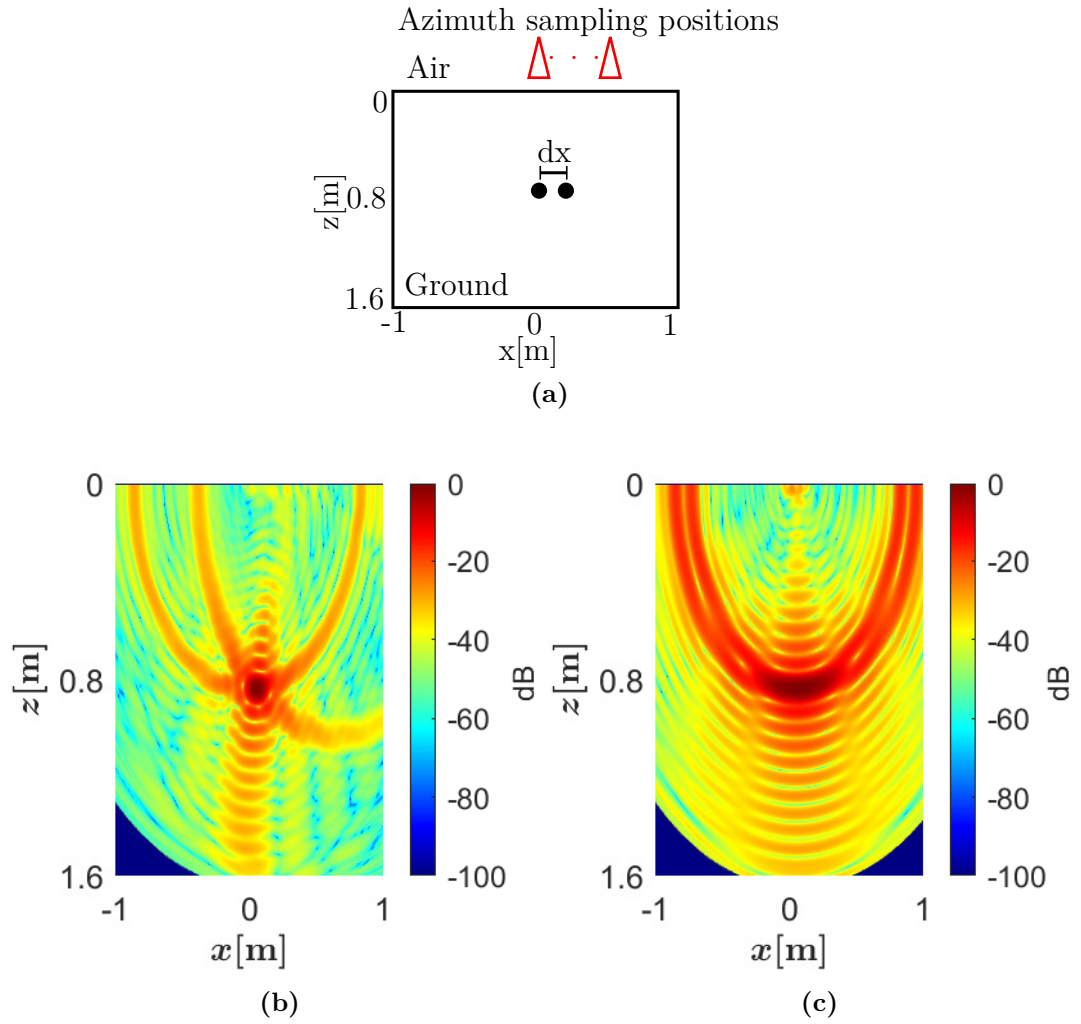 Azimuth sampling positions
Air
0
dx
z[m]
0.8
Ground
1.6
-1 0 1
x[m]
(a)
0 0 0 0
-20 -20
-40 -40
z[m] 0.8 dB z[m] 0.8 dB
-60 -60
-80 -80
1.6 -100 1.6 -100
-1 0 1 -1 0 1
x[m] x[m]
(b) (c)